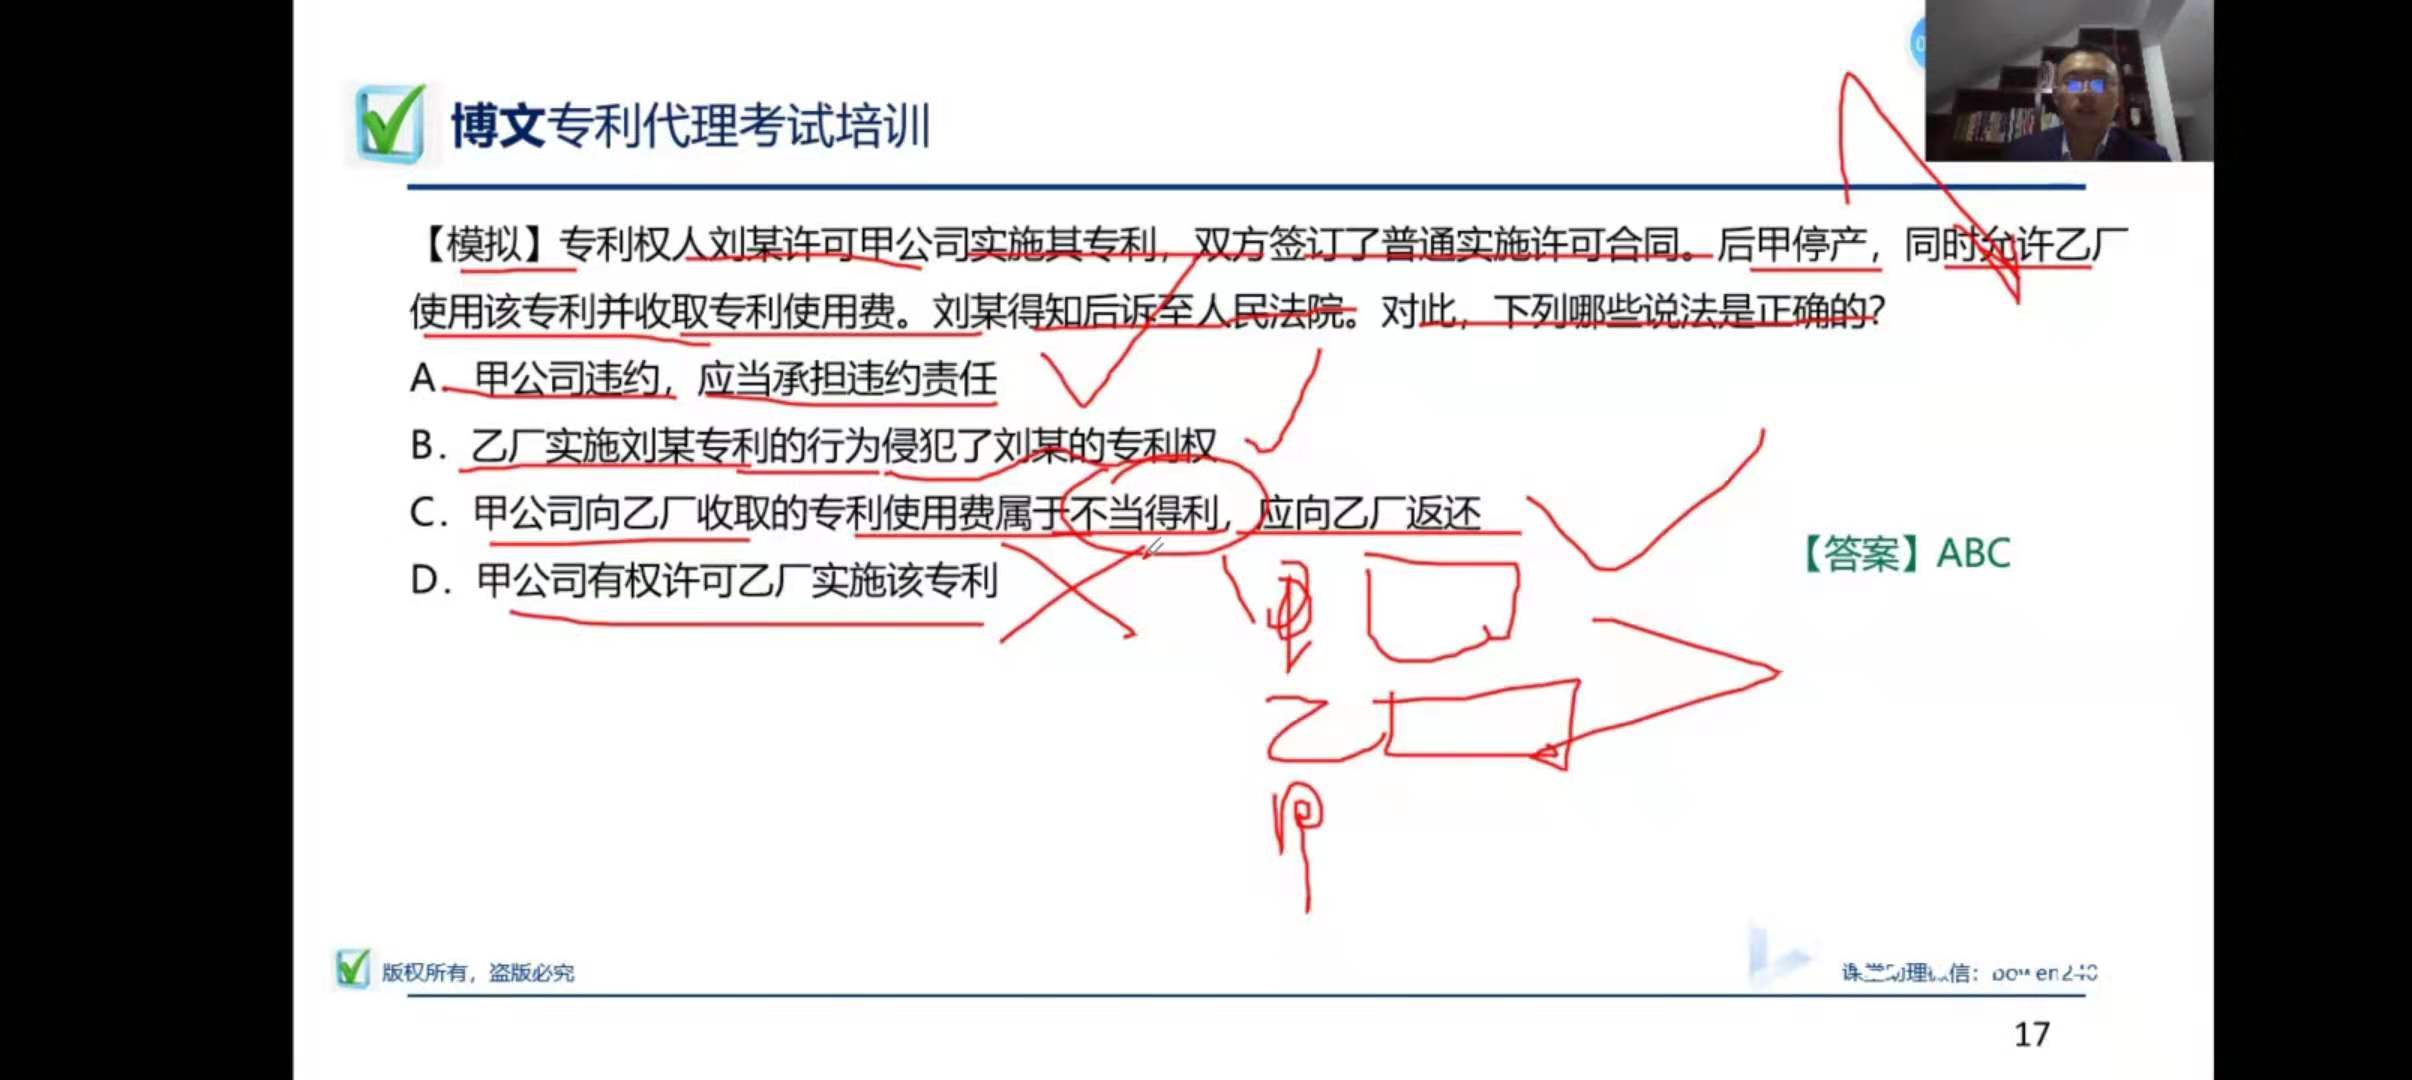 博文专利代理考试培训
【模拟】专利权人刘某许可甲公司实施其专利，双方签订了普通实施许可合同。后甲停产，同时允许乙厂
使用该专利并收取专利使用费。刘某得知后诉至人民法院。对此，下列哪些说法是正确的？
A. 甲公司违约，应当承担违约责任
B. 乙厂实施刘某专利的行为侵犯了刘某的专利权
C. 甲公司向乙厂收取的专利使用费属于不当得利，应向乙厂返还
【答案】ABC
D. 甲公司有权许可乙厂实施该专利
甲
乙
版权所有，盗版必究
课堂助理微信：
17